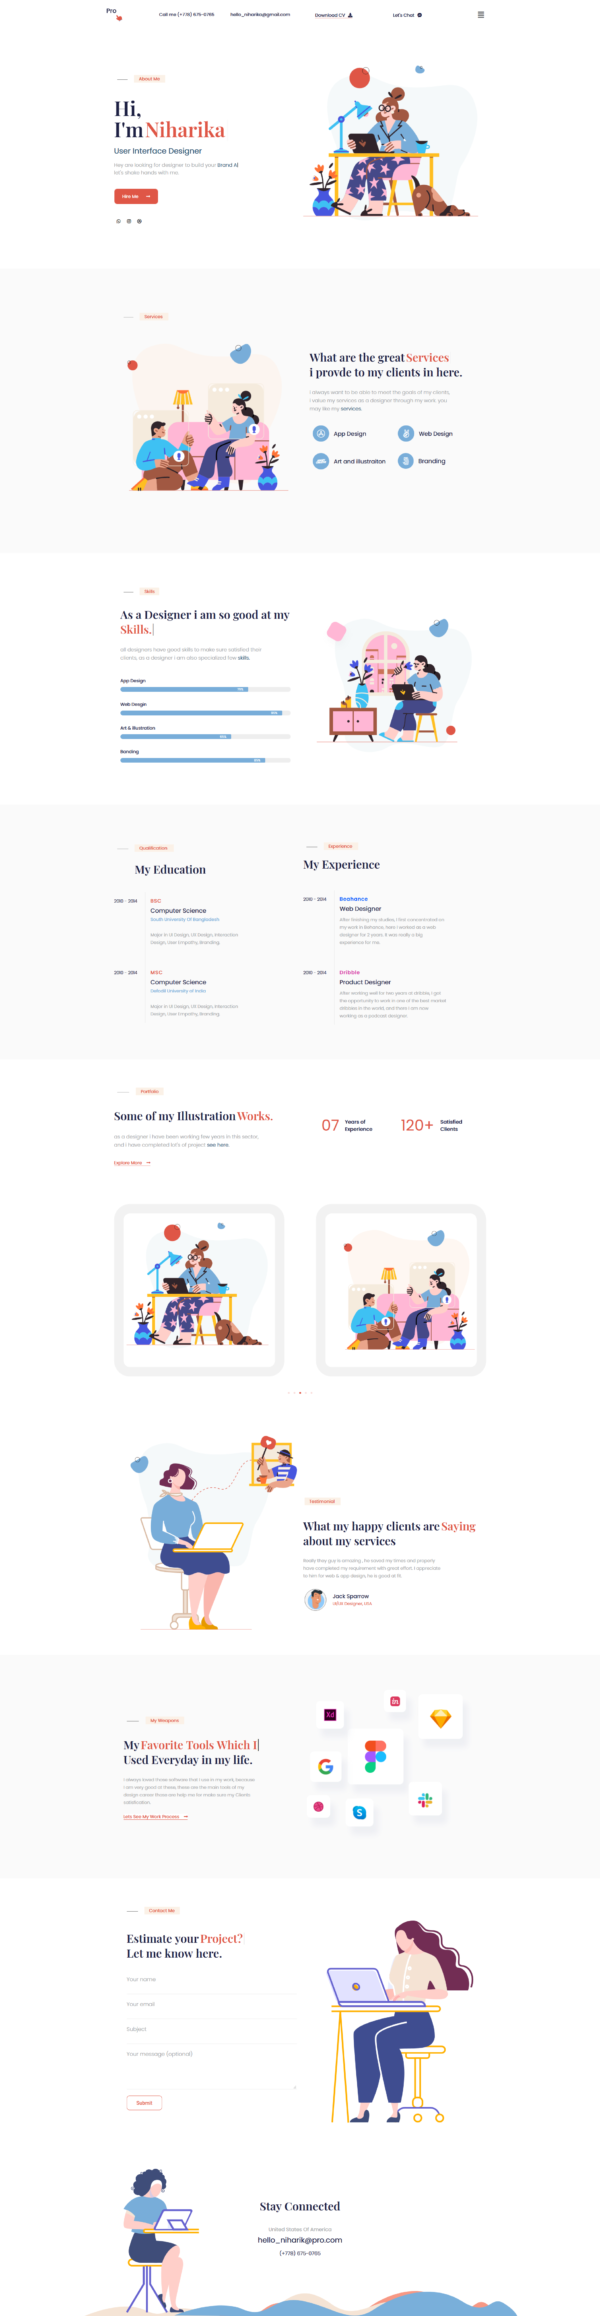 Pro
Call me (+778) 675-8765
hello_niharika@gmail.com
Download CV
Let's Chat
About Me
Hi,
I'm Niharika
User Interface Designer
Hey are looking for designer to build your Brand A|
let's shake hands with me.
Hire Me
Services
What are the great Services
i provde to my clients in here.
I always want to be able to meet the goals of my clients,
I value my services as a designer through my work .you
may like my services.
App Design
Web Design
Art and illustraiton
Branding
Skills
As a Designer i am so good at my
Skills.|
all designers have good skills to make sure satisfied their
clients, as a designer I am also specialized few skills.
App Design
Web Design
Art & Illustration
Branding
Qualification
My Education
2010 - 2014
BSC
Computer Science
South University Of Bangladesh
Major in UI Design, UX Design, Interaction
Design, User Empathy, Branding.
2010 - 2014
MSC
Computer Science
Deffodil University of India
Major in UI Design, UX Design, Interaction
Design, User Empathy, Branding.
Experience
My Experience
2010 - 2014
Beahance
Web Designer
After finishing my studies, I first concentrated on
my work in Behance, here I worked as a web
designer for 2 years. It was really a big
experience for me.
2010 - 2014
Dribble
Product Designer
After working well for two years at dribble, I got
the opportunity to work in one of the best market
dribbles in the world, and there I am now
working as a podcast designer.
Portfolio
Some of my Illustration Works.
as a designer i have been working few years in this sector,
and i have completed lot's of project see here.
Explore More
07 Years of
Experience
120+ Satisfied
Clients
Testimonial
What my happy clients are Saying
about my services
Really they guy is amazing , he saved my times and properly
have completed my requirement with great effort. I appreciate
to him for web & app design, he is good at it!
Jack Sparrow
UI/UX Designer, USA
My Weapons
My Favorite Tools Which I|
Used Everyday in my life.
I always loved those software that I use in my work, because
I am very good at these, these are the main tools of my
design career those are help me for make sure my Clients
satisfication.
Lets See My Work Process
Xd
in
G
S
Contact Me
Estimate your Project?
Let me know here.
Your name
Your email
Subject
Your message (optional)
Submit
Stay Connected
United States Of America
hello_niharik@pro.com
(+778) 675-8765